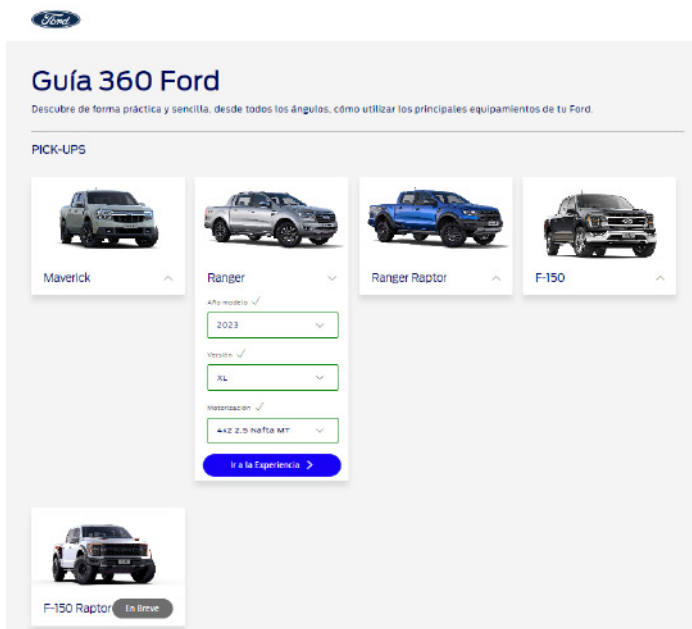 Ford
Guía 360 Ford
Descubre de forma práctica y sencilla, desde todos los ángulos, cómo utilizar los principales equipamientos de tu Ford.
PICK-UPS
Maverick
Ranger
Ranger Raptor
F-150
Año modelo
2023
Versión
XL
Motorización
4x2 2.5 Nafta MT
Ir a la Experiencia
F-150 Raptor
En Breve